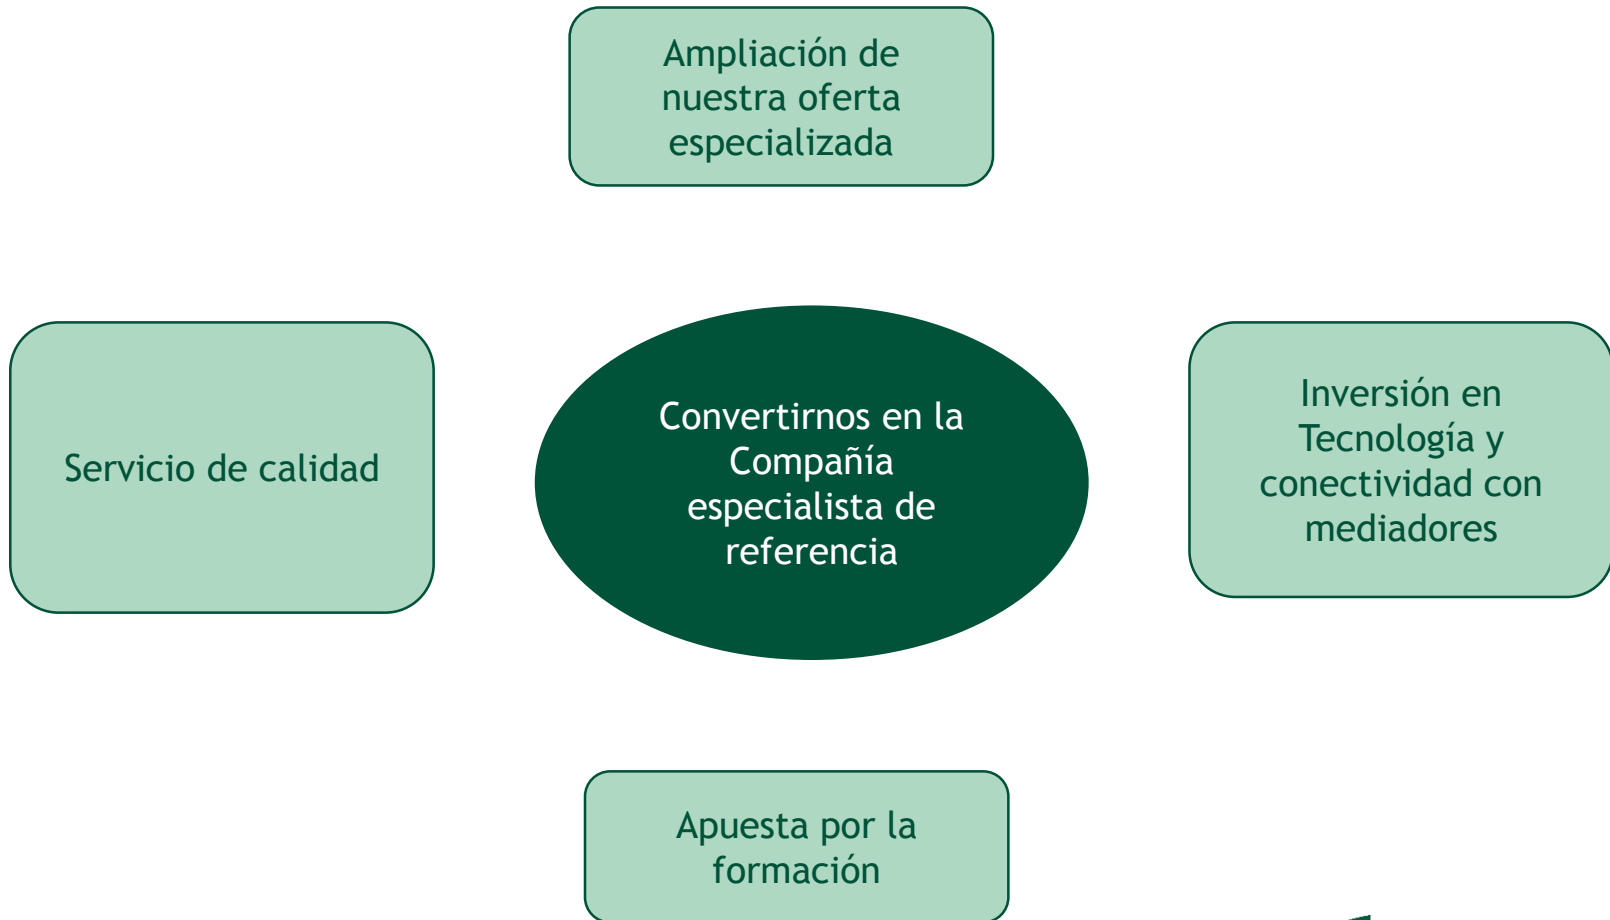 Ampliación de
nuestra oferta
especializada
Servicio de calidad
Convertirnos en la
Compañía
especialista de
referencia
Inversión en
Tecnología y
conectividad con
mediadores
Apuesta por la
formación